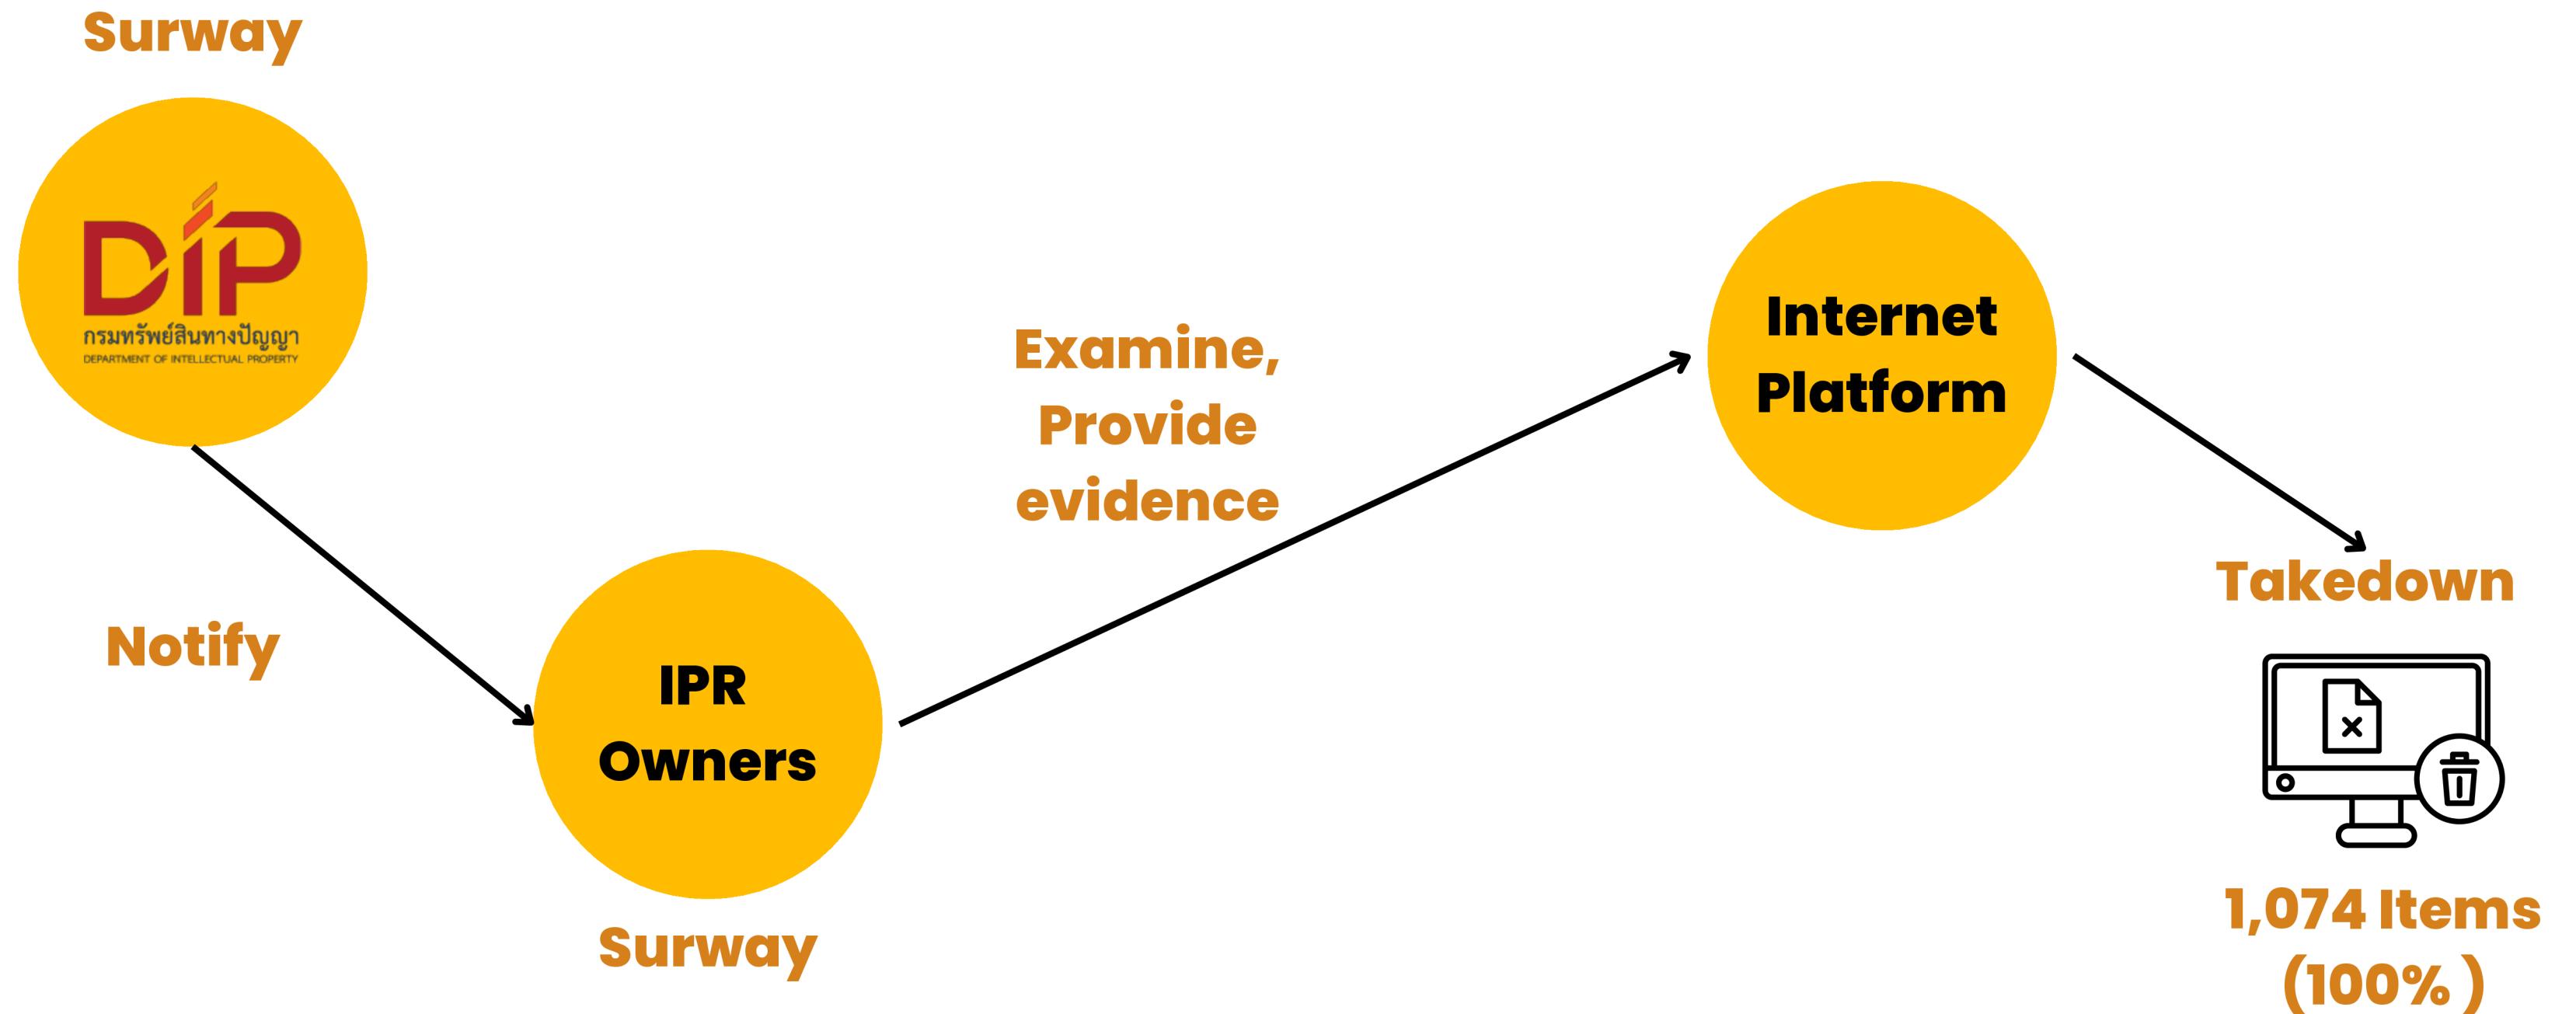 Surway
DiP
กรมทรัพย์สินทางปัญญา
DEPARTMENT OF INTELLECTUAL PROPERTY
Notify
IPR
Owners
Surway
Examine,
Provide
evidence
Internet
Platform
Takedown
1,074 Items
(100% )